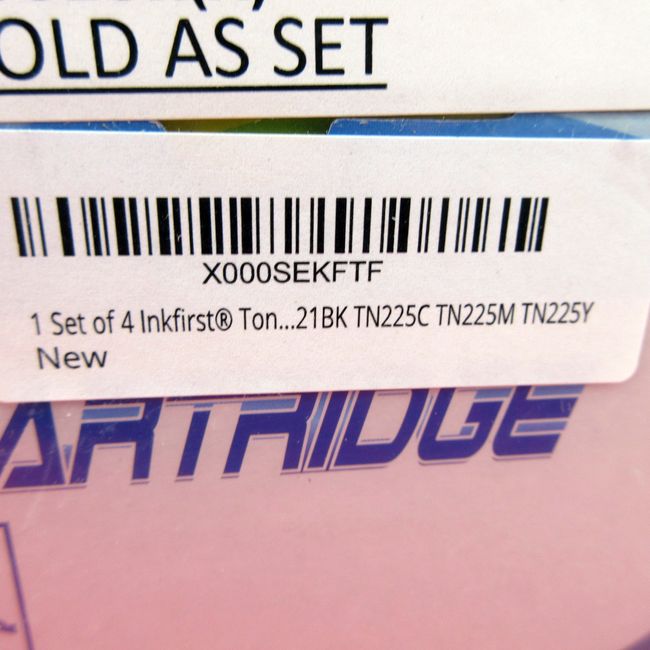 OLD AS SET
X000SEKFTF
1 Set of 4 Inkfirst® Ton...21BK TN225C TN225M TN225Y
New
ARTRIDGE